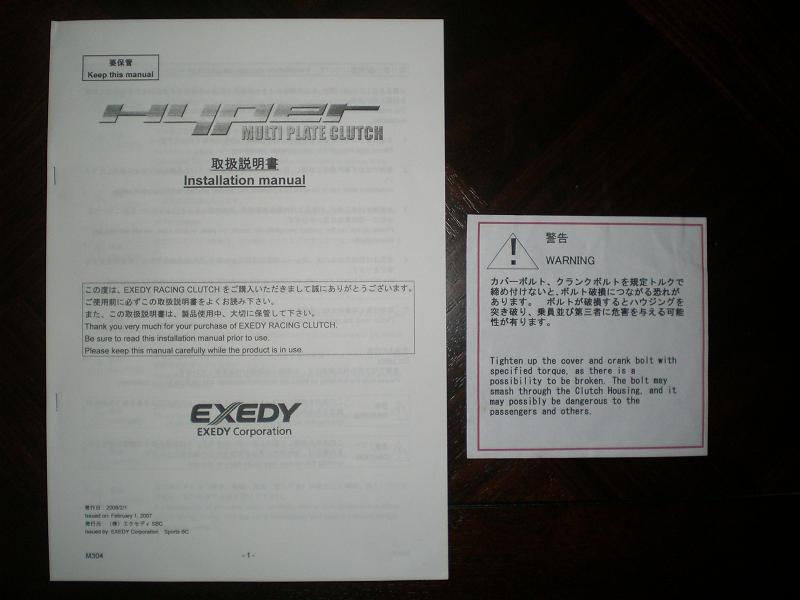 要保管
Keep this manual
Hyper
MULTI PLATE CLUTCH
取扱説明書
Installation manual
この度は、EXEDY RACING CLUTCH をご購入いただきまして誠にありがとうございます。
ご使用前に必ずこの取扱説明書をよくお読み下さい。
また、この取扱説明書は、製品使用中、大切に保管して下さい。
Thank you very much for your purchase of EXEDY RACING CLUTCH.
Be sure to read this installation manual prior to use.
Please keep this manual carefully while the product is in use.
EXEDY
EXEDY Corporation
発行日
Issued on: February 1, 2007
発行元 (株) エクセディ SBC
Issued by: EXEDY Corporation Sports BC
M304
- 1 -
警告
WARNING
カバーボルト、クランクボルトを規定トルクで
締め付けないと、ボルト破損につながる恐れが
あります。 ボルトが破損するとハウジングを
突き破り、乗員並び第三者に危害を与える可能
性が有ります。
Tighten up the cover and crank bolt with
specified torque, as there is a
possibility to be broken. The bolt may
smash through the Clutch Housing, and it
may possibly be dangerous to the
passengers and others.